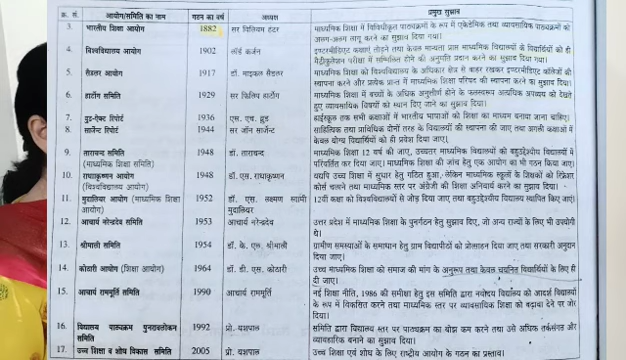 क्र. सं. आयोग/समिति का नाम गठन का वर्ष अध्यक्ष प्रमुख सुझाव
3. भारतीय शिक्षा आयोग 1882 सर विलियम हंटर माध्यमिक शिक्षा में विविधीकृत पाठ्यक्रमों के रूप में एकेडेमिक तथा व्यावसायिक पाठ्यक्रमों को
अलग-अलग लागू करने का सुझाव दिया गया।
4. विश्वविद्यालय आयोग 1902 लॉर्ड कर्जन इण्टरमीडिएट कक्षाएं तोड़ने तथा केवल मान्यता प्राप्त माध्यमिक विद्यालयों के विद्यार्थियों को ही
मैट्रीकुलेशन परीक्षा में सम्मिलित होने की अनुमति प्रदान करने का सुझाव दिया गया।
5. सैडलर आयोग 1917 डॉ. माइकल सैडलर माध्यमिक शिक्षा को विश्वविद्यालय के अधिकार क्षेत्र से बाहर रखकर इण्टरमीडिएट कॉलेजों की
स्थापना करने और प्रत्येक प्रान्त में माध्यमिक शिक्षा परिषद की स्थापना करने का सुझाव दिया।
6. हार्टोग समिति 1929 सर फिलिप हार्टोग माध्यमिक शिक्षा में बच्चों के अधिक अनुत्तीर्ण होने के फलस्वरूप अत्यधिक अपव्यय को देखते
हुए व्यावसायिक विषयों को स्थान दिए जाने का सुझाव दिया।
7. वुड-ऐबट रिपोर्ट 1936 एस. एच. वुड हाईस्कूल तक सभी कक्षाओं में भारतीय भाषाओं को शिक्षा का माध्यम बनाया जाना चाहिए।
8. सार्जेन्ट रिपोर्ट 1944 सर जॉन सार्जेन्ट साहित्यिक तथा प्राविधिक दोनों तरह के विद्यालयों की स्थापना की जाए तथा अगली कक्षाओं में
केवल योग्य विद्यार्थियों को ही प्रवेश दिया जाए।
9. ताराचन्द समिति 1948 डॉ. ताराचन्द माध्यमिक शिक्षा 12 वर्ष की जाए, उच्चतर माध्यमिक विद्यालयों को बहुउद्देशीय विद्यालयों में
(माध्यमिक शिक्षा समिति) परिवर्तित कर दिया जाए। माध्यमिक शिक्षा की जांच हेतु एक आयोग का भी गठन किया जाए।
10. राधाकृष्णन आयोग 1948 डॉ. एस. राधाकृष्णन यद्यपि उच्च शिक्षा में सुधार हेतु गठित हुआ, लेकिन माध्यमिक स्कूलों के शिक्षकों को रिफ्रेशर
(विश्वविद्यालय आयोग) कोर्स चलने तथा माध्यमिक स्तर पर अंग्रेजी की शिक्षा अनिवार्य करने का सुझाव दिया।
11. मुदालियर आयोग (माध्यमिक शिक्षा 1952 डॉ. एस. लक्ष्मण स्वामी 12वीं कक्षा को विश्वविद्यालयों से जोड़ दिया जाए तथा बहुउद्देशीय विद्यालय स्थापित किए जाएं।
आयोग) मुदालियर
12. आचार्य नरेन्द्रदेव समिति 1953 आचार्य नरेन्द्रदेव उत्तर प्रदेश में माध्यमिक शिक्षा के पुनर्गठन हेतु सुझाव दिए, जो अन्य राज्यों के लिए भी उपयोगी
थे।
13. श्रीमाली समिति 1954 डॉ. के. एल. श्रीमाली ग्रामीण समस्याओं के समाधान हेतु ग्राम विद्यापीठों को प्रोत्साहन दिया जाए तथा सरकारी अनुदान
दिया जाए।
14. कोठारी आयोग (शिक्षा आयोग) 1964 डॉ. डी. एस. कोठारी उच्च माध्यमिक शिक्षा को समाज की मांग के अनुरूप तथा केवल चयनित विद्यार्थियों के लिए ही
दी जाए।
15. आचार्य राममूर्ति समिति 1990 आचार्य राममूर्ति नई शिक्षा नीति, 1986 की समीक्षा हेतु इस समिति द्वारा नवोदय विद्यालय को आदर्श विद्यालयों
के रूप में विकसित करने तथा माध्यमिक स्तर पर व्यावसायिक शिक्षा को बढ़ावा देने पर जोर
दिया।
16. विद्यालय पाठ्यक्रम पुनरावलोकन 1992 प्रो. यशपाल समिति द्वारा विद्यालय स्तर पर पाठ्यक्रम का बोझ कम करने तथा उसे अधिक तर्कसंगत और
समिति व्यावहारिक बनाने का सुझाव दिया।
17. उच्च शिक्षा व शोध विकास समिति 2005 प्रो. यशपाल उच्च शिक्षा एवं शोध के लिए राष्ट्रीय आयोग के गठन का प्रस्ताव।